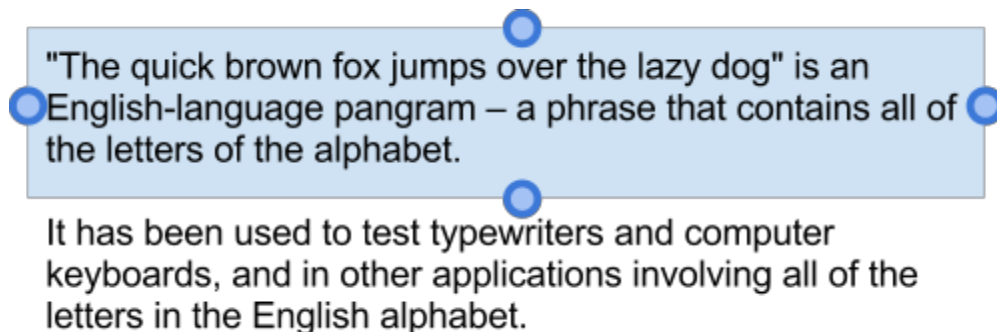 "The quick brown fox jumps over the lazy dog" is an
English-language pangram – a phrase that contains all of
the letters of the alphabet.
It has been used to test typewriters and computer
keyboards, and in other applications involving all of the
letters in the English alphabet.